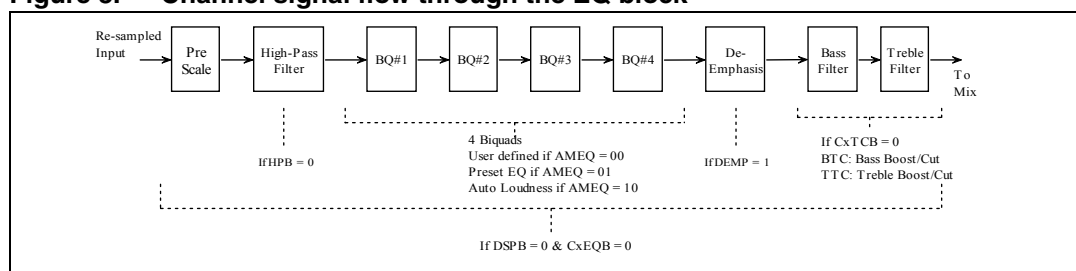 Figure 8. Channel signal flow through the EQ block
Re-sampled
Input
Pre
Scale
High-Pass
Filter
BQ#1
BQ#2
BQ#3
BQ#4
De-
Emphasis
Bass
Filter
Treble
Filter
To
Mix
If HPB = 0
4 Biquads
User defined if AMEQ = 00
Preset EQ if AMEQ = 01
Auto Loudness if AMEQ = 10
If DEMP = 1
If CxTCB = 0
BTC: Bass Boost/Cut
TTC: Treble Boost/Cut
If DSPB = 0 & CxEQB = 0